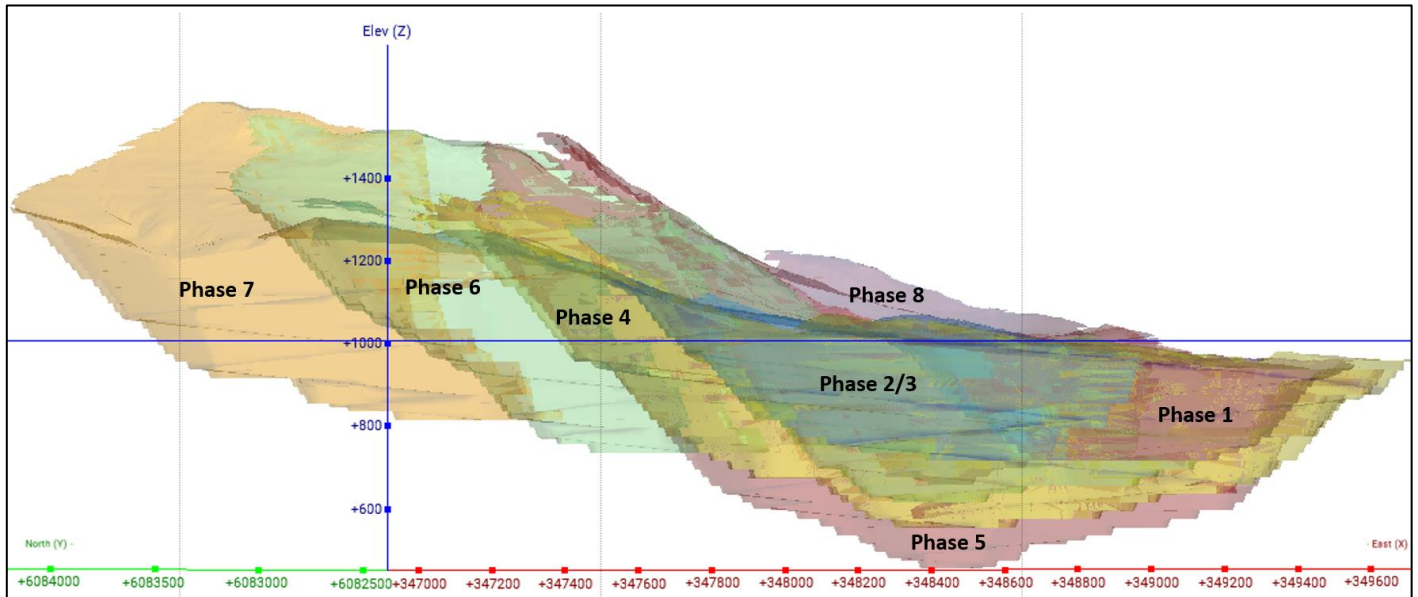 Elev (Z)
+1400
+1200
Phase 7
Phase 6
Phase 8
Phase 4
+1000
Phase 2/3
Phase 1
+800
+600
Phase 5
North (Y) -
- East (X)
+6084000 +6083500 +6083000 +6082500 +347000 +347200 +347400 +347600 +347800 +348000 +348200 +348400 +348600 +348800 +349000 +349200 +349400 +349600